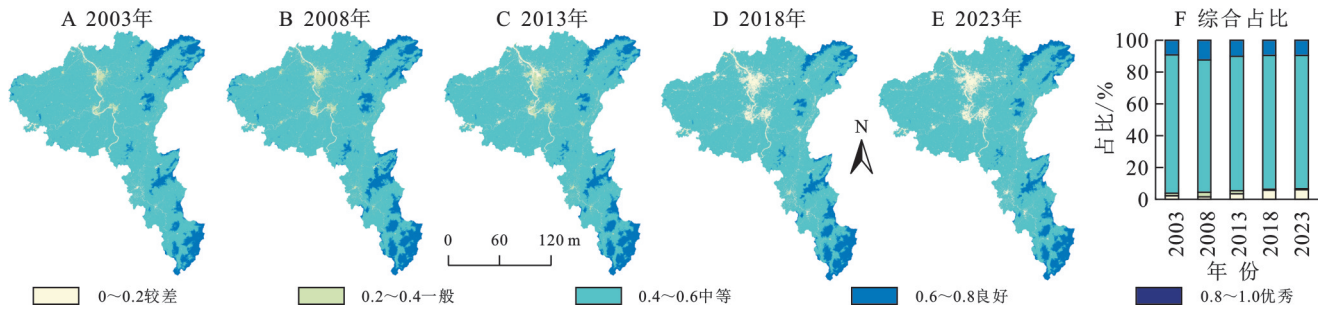 A 2003年
B 2008年
C 2013年
D 2018年
E 2023年
F 综合占比
100
80
60
40
20
0
占比/%
2003
2008
2013
2018
2023
年 份
N
0 60 120 m
0～0.2较差
0.2～0.4一般
0.4～0.6中等
0.6～0.8良好
0.8～1.0优秀